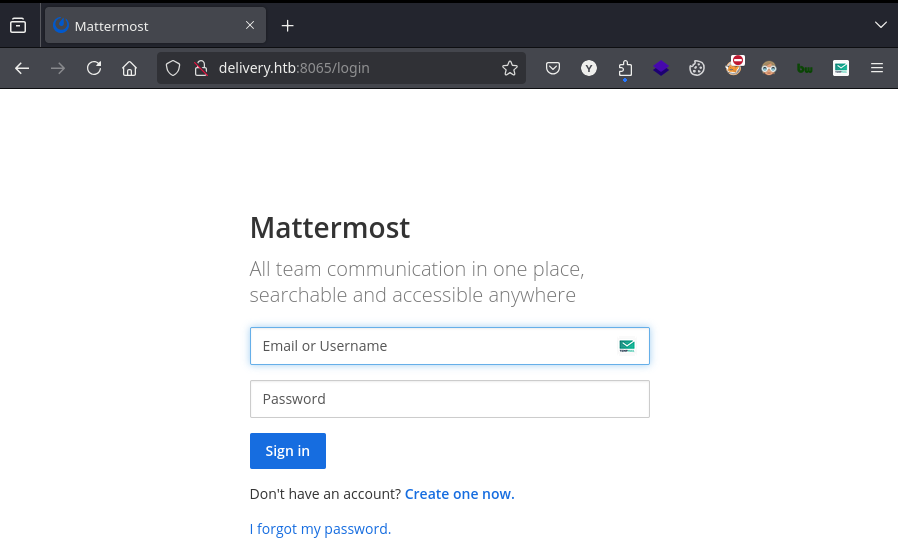 Mattermost
delivery.htb:8065/login
Y
bw
Mattermost
All team communication in one place,
searchable and accessible anywhere
Email or Username
Password
Sign in
Don't have an account? Create one now.
I forgot my password.